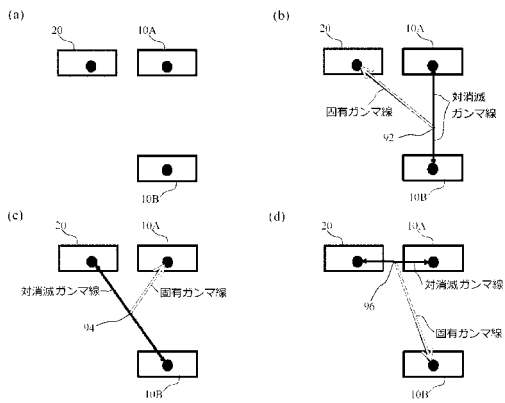 (a)
20
10A
10B
(b)
20
10A
固有ガンマ線
対消滅
ガンマ線
92
10B
(c)
20
10A
対消滅ガンマ線
固有ガンマ線
94
10B
(d)
20
10A
96
対消滅ガンマ線
固有ガンマ線
10B